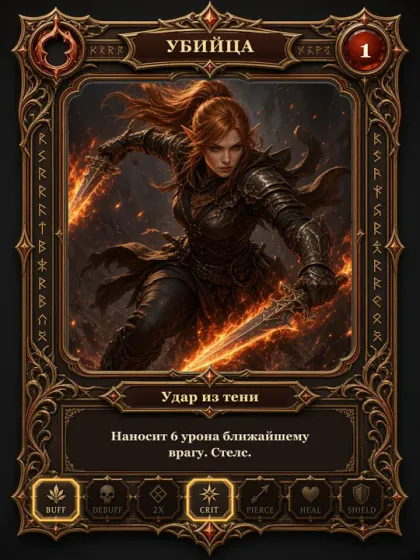 УБИЙЦА
1
Удар из тени
Наносит 6 урона ближайшему
врагу. Стелс.
BUFF
DEBUFF
2X
CRIT
PIERCE
HEAL
SHIELD